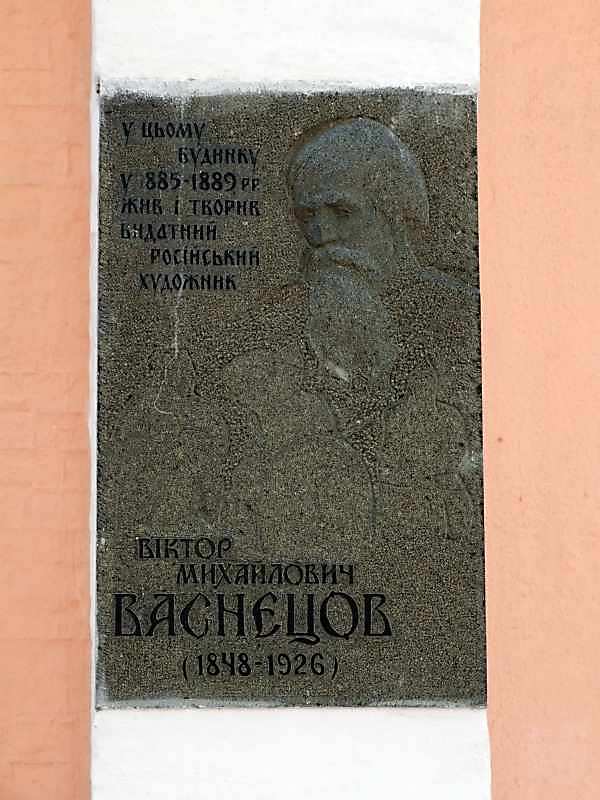 У ЦЬОМУ
БУДИНКУ
У 1885-1889 РР
ЖИВ І ТВОРИВ
ВИДАТНИЙ
РОСІЙСЬКИЙ
ХУДОЖНИК
ВІКТОР
МИХАЙЛОВИЧ
ВАСНЕЦОВ
(1848-1926)